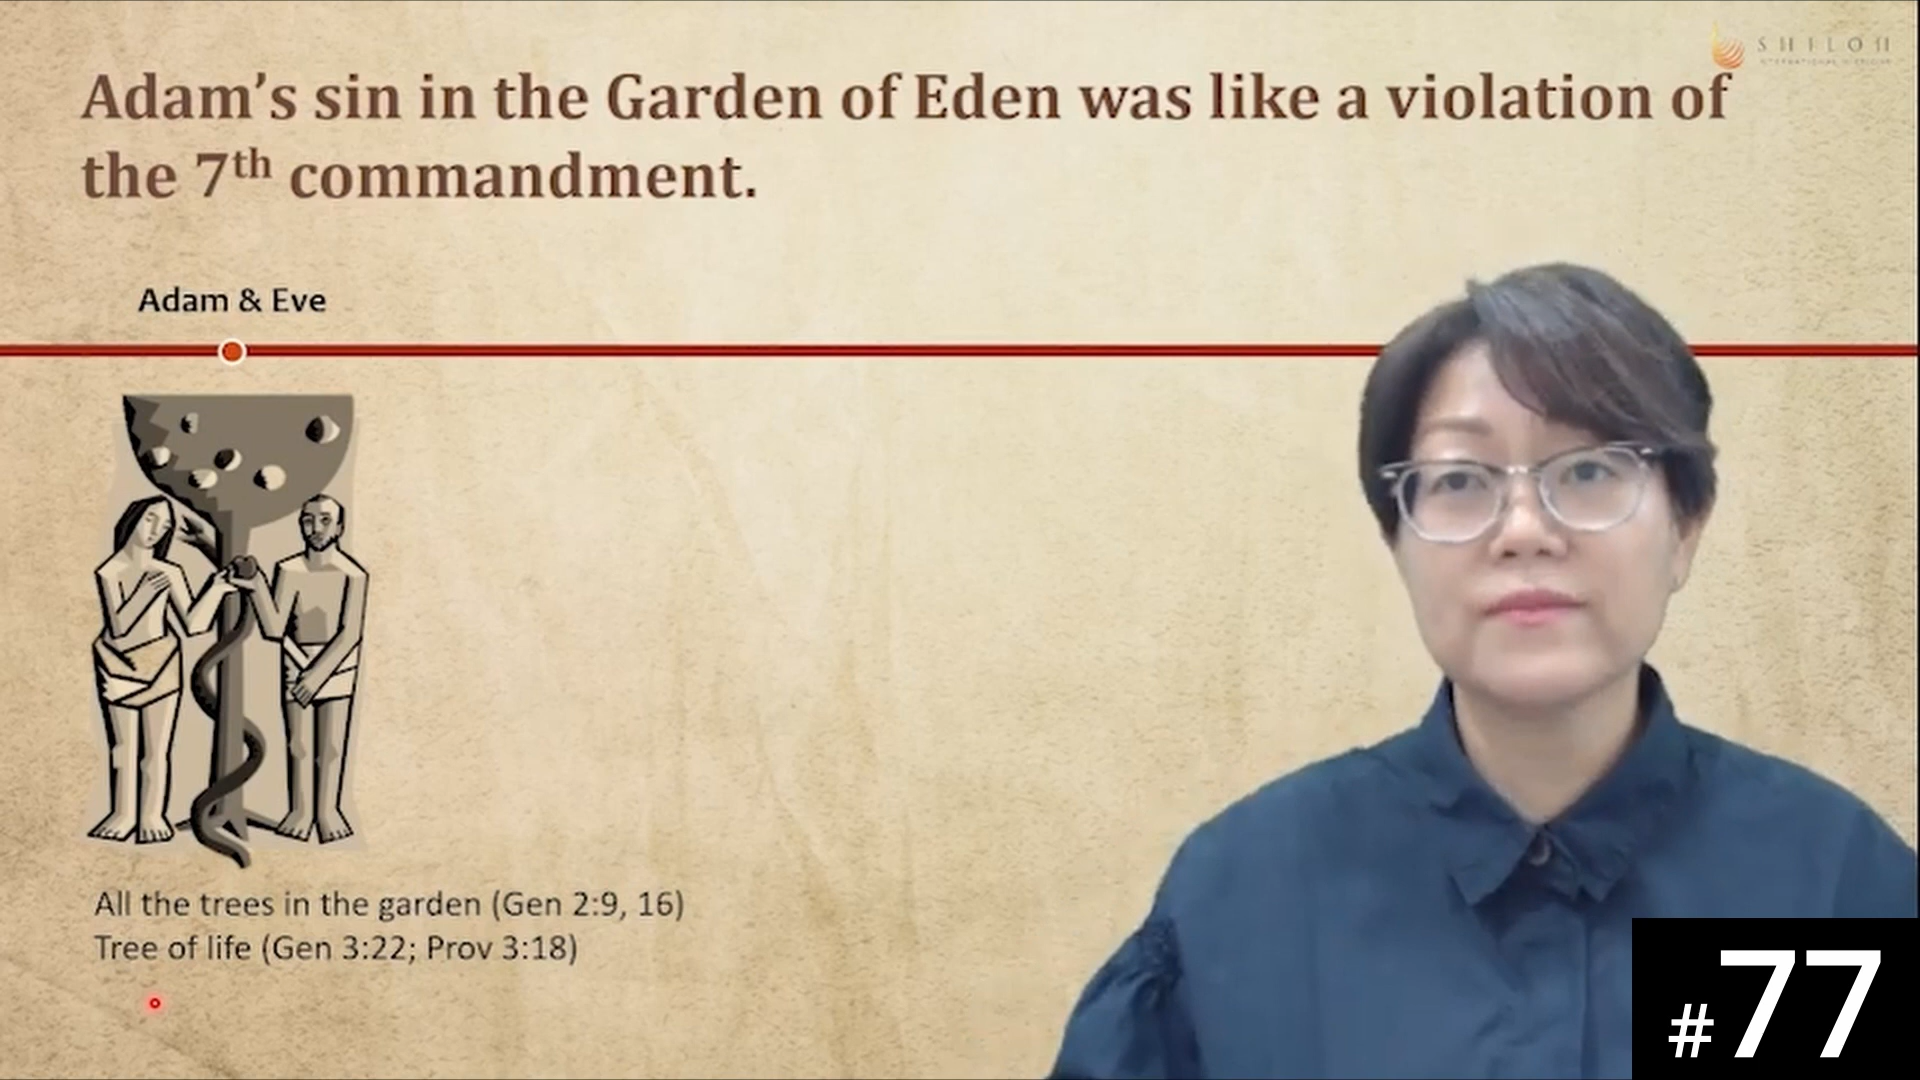 SHILOH
Adam's sin in the Garden of Eden was like a violation of
the 7th commandment.
Adam & Eve
All the trees in the garden (Gen 2:9, 16)
Tree of life (Gen 3:22; Prov 3:18)
#77